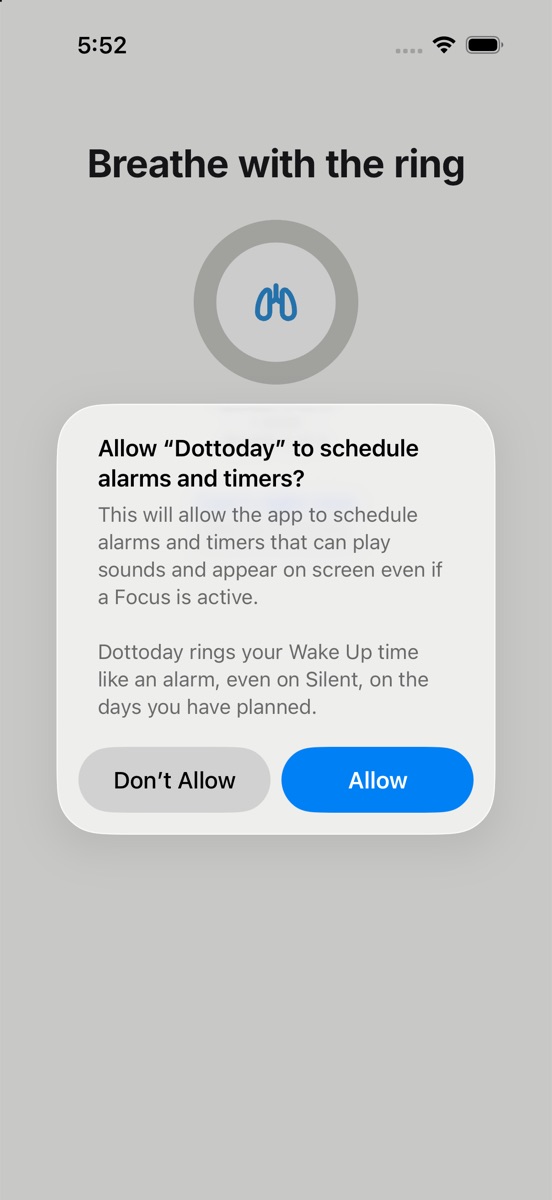 5:52
Breathe with the ring
Allow “Dottoday” to schedule
alarms and timers?
This will allow the app to schedule
alarms and timers that can play
sounds and appear on screen even if
a Focus is active.
Dottoday rings your Wake Up time
like an alarm, even on Silent, on the
days you have planned.
Don’t Allow
Allow